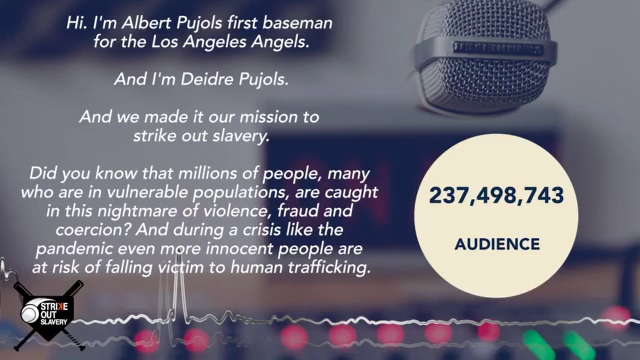 Hi. I'm Albert Pujols first baseman
for the Los Angeles Angels.
And I'm Deidre Pujols.
And we made it our mission to
strike out slavery.
Did you know that millions of people, many
who are in vulnerable populations, are caught
in this nightmare of violence, fraud and
coercion? And during a crisis like the
pandemic even more innocent people are
at risk of falling victim to human trafficking.
237,498,743
AUDIENCE
STRIKE
OUT
SLAVERY